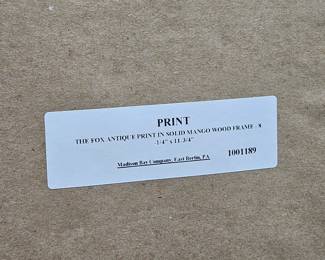 PRINT
THE FOX ANTIQUE PRINT IN SOLID MANGO WOOD FRAME - 8
1/4" x 11 3/4"
Madison Bay Company, East Berlin, PA
1001189